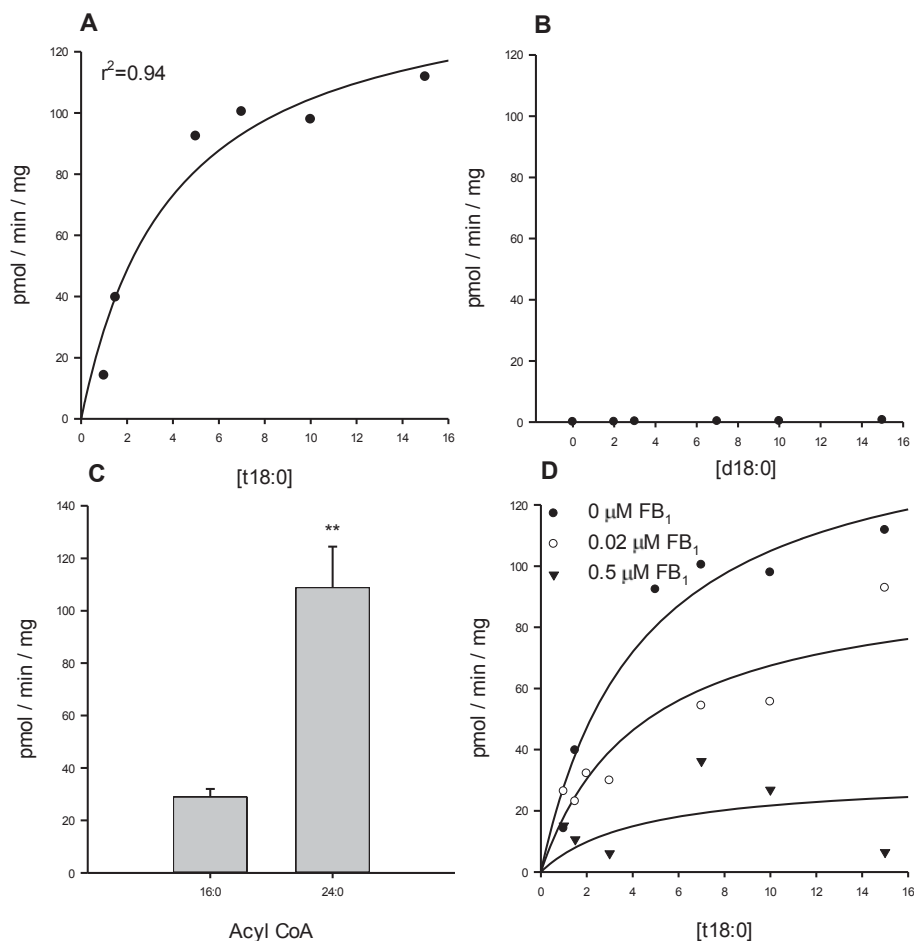 A
r²=0.94
pmol / min / mg
120
100
80
60
40
20
0
0 2 4 6 8 10 12 14 16
[t18:0]
B
pmol / min / mg
120
100
80
60
40
20
0
0 2 4 6 8 10 12 14 16
[d18:0]
C
pmol / min / mg
140
120
100
80
60
40
20
0
**
16:0 24:0
Acyl CoA
D
0 μM FB₁
0.02 μM FB₁
0.5 μM FB₁
pmol / min / mg
120
100
80
60
40
20
0
0 2 4 6 8 10 12 14 16
[t18:0]